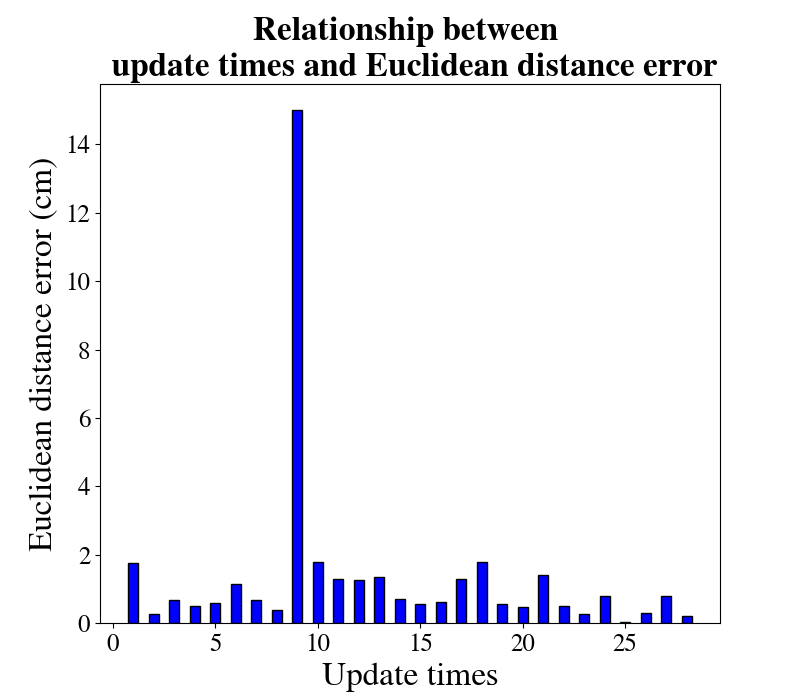 Relationship between
update times and Euclidean distance error
Euclidean distance error (cm)
14
12
10
8
6
4
2
0
0 5 10 15 20 25
Update times